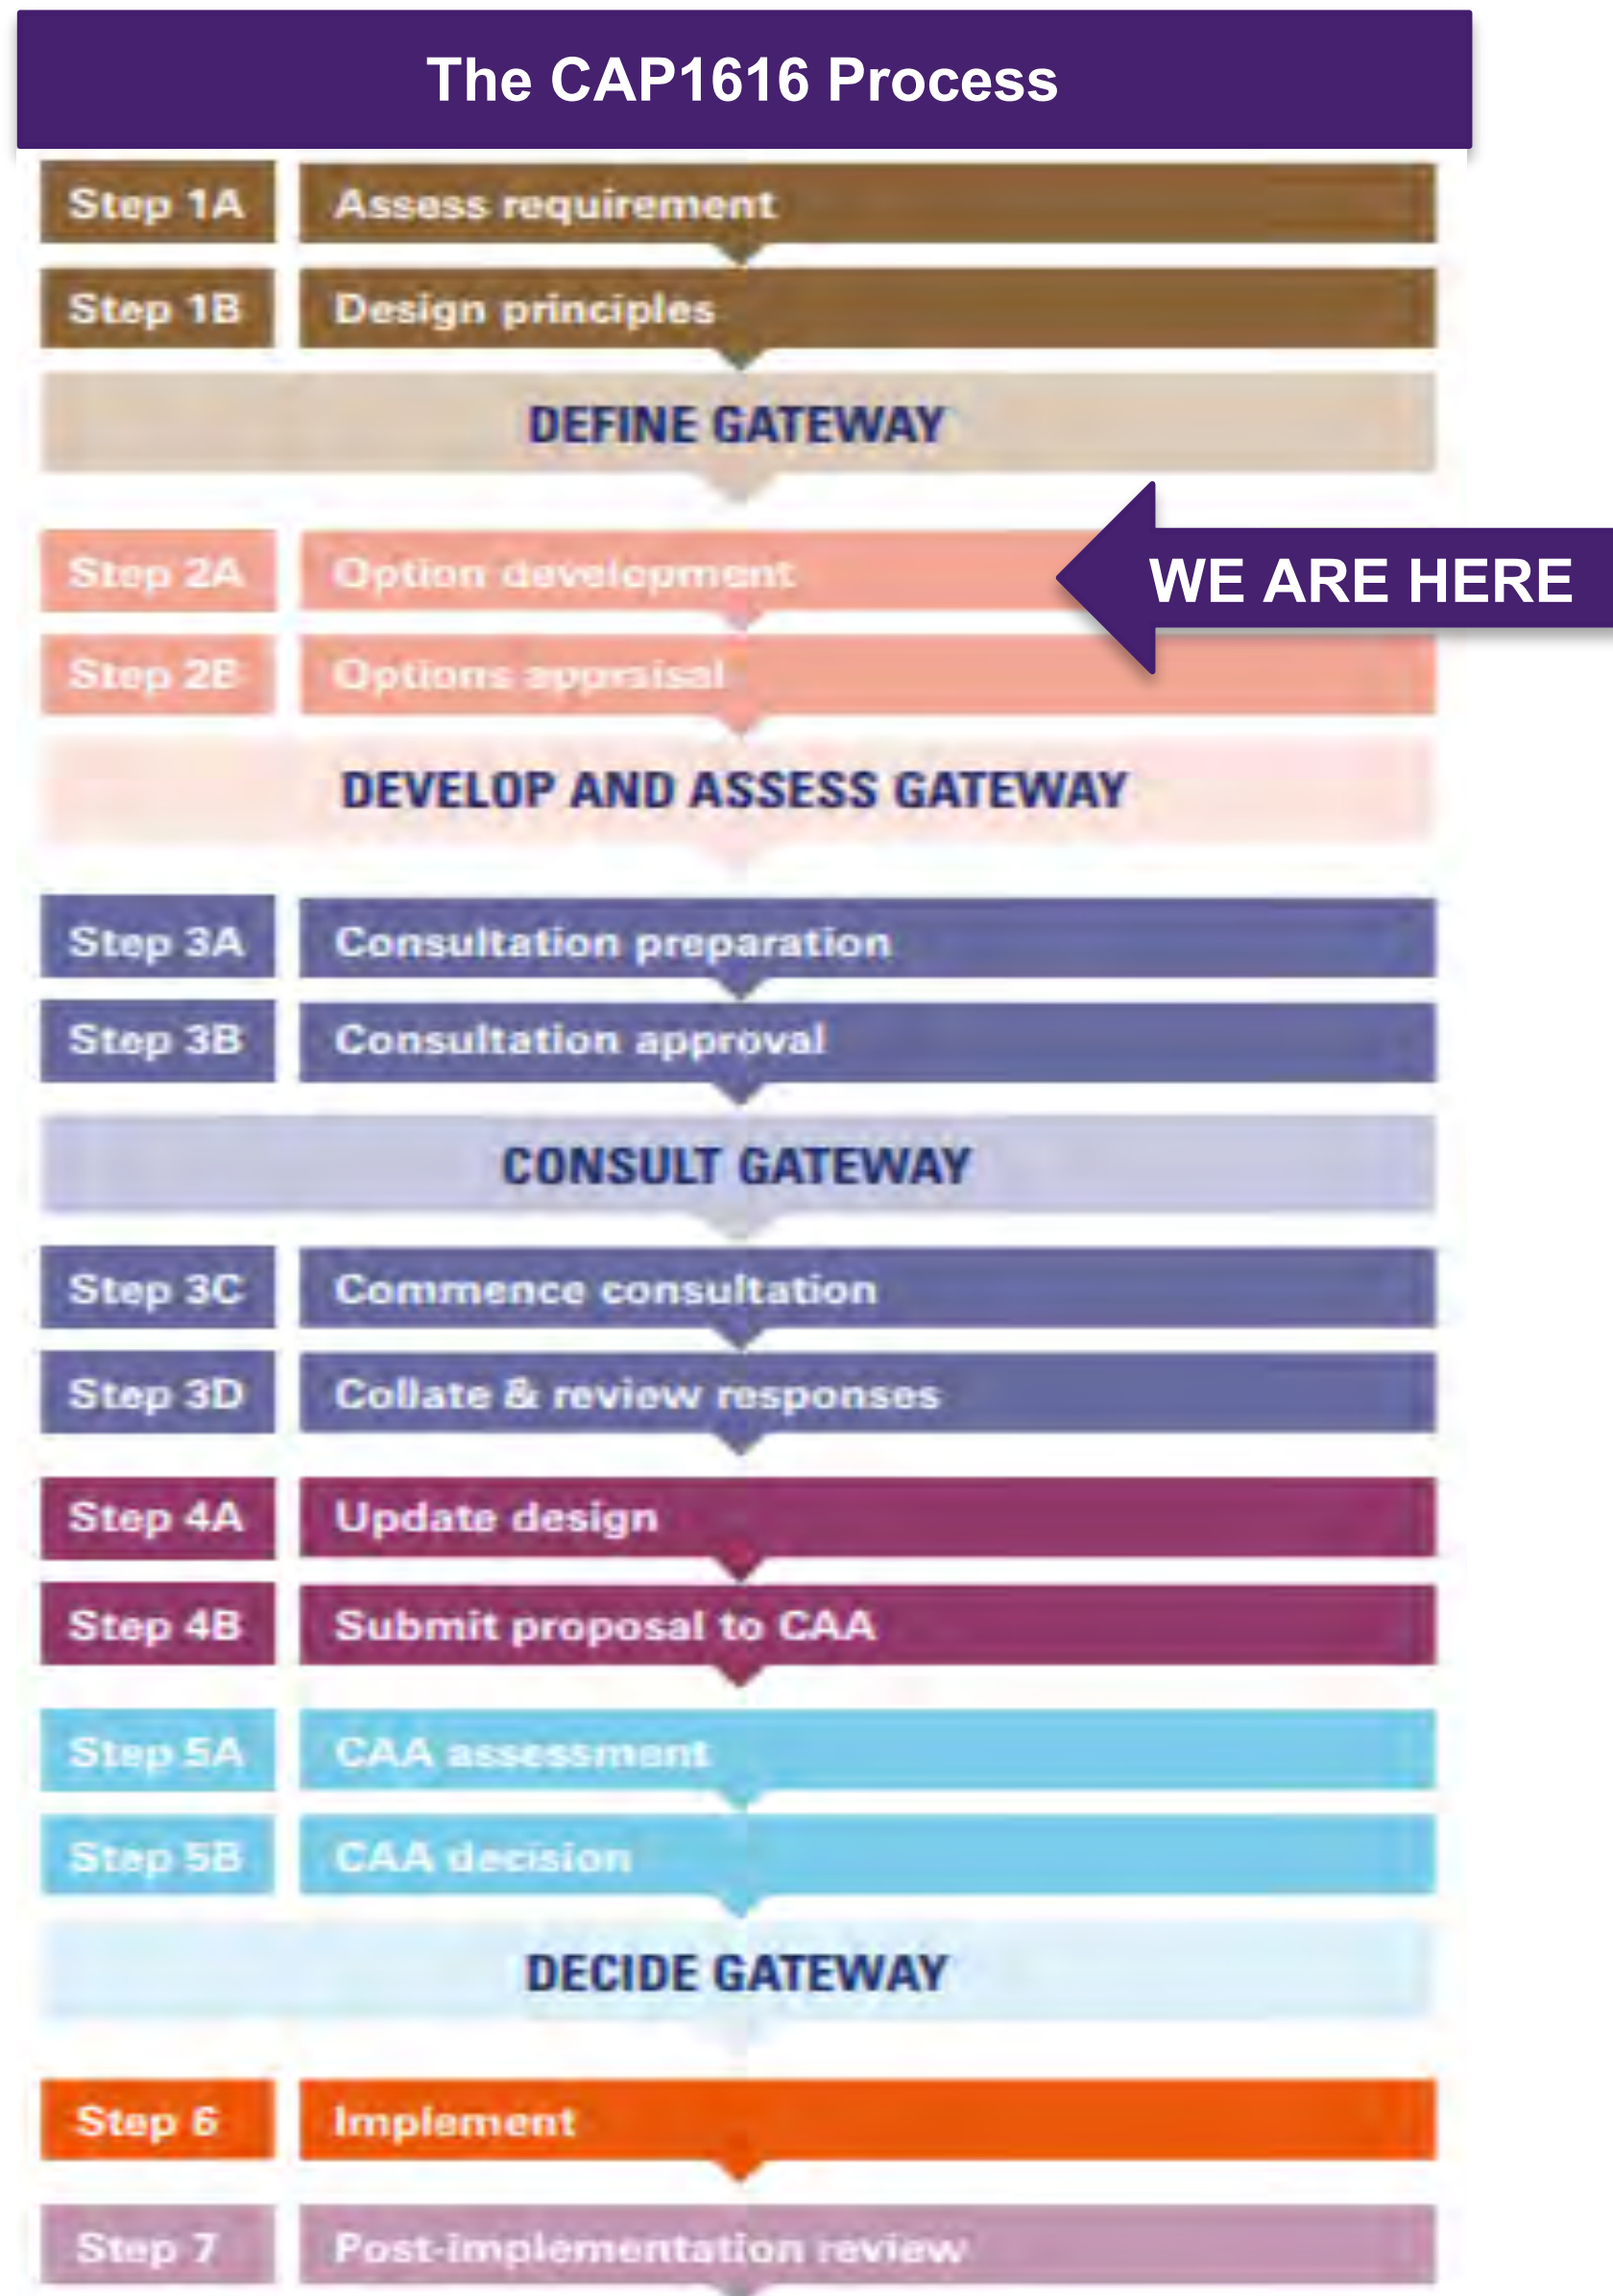 The CAP1616 Process
Step 1A Assess requirement
Step 1B Design principles
DEFINE GATEWAY
Step 2A Option development
WE ARE HERE
Step 2B Options appraisal
DEVELOP AND ASSESS GATEWAY
Step 3A Consultation preparation
Step 3B Consultation approval
CONSULT GATEWAY
Step 3C Commence consultation
Step 3D Collate & review responses
Step 4A Update design
Step 4B Submit proposal to CAA
Step 5A CAA assessment
Step 5B CAA decision
DECIDE GATEWAY
Step 6 Implement
Step 7 Post-implementation review